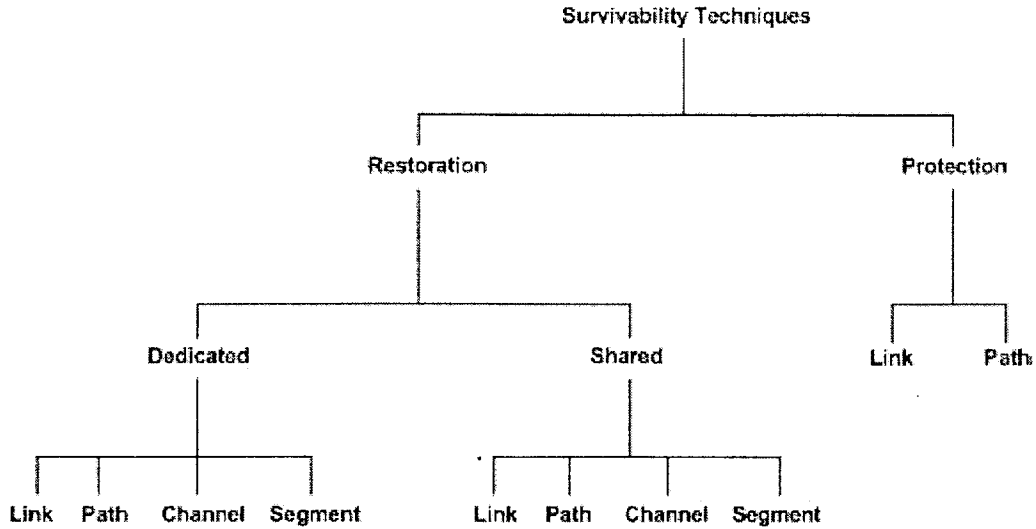 Survivability Techniques
Restoration Protection
Dedicated Shared Link Path
Link Path Channel Segment Link Path Channel Segment